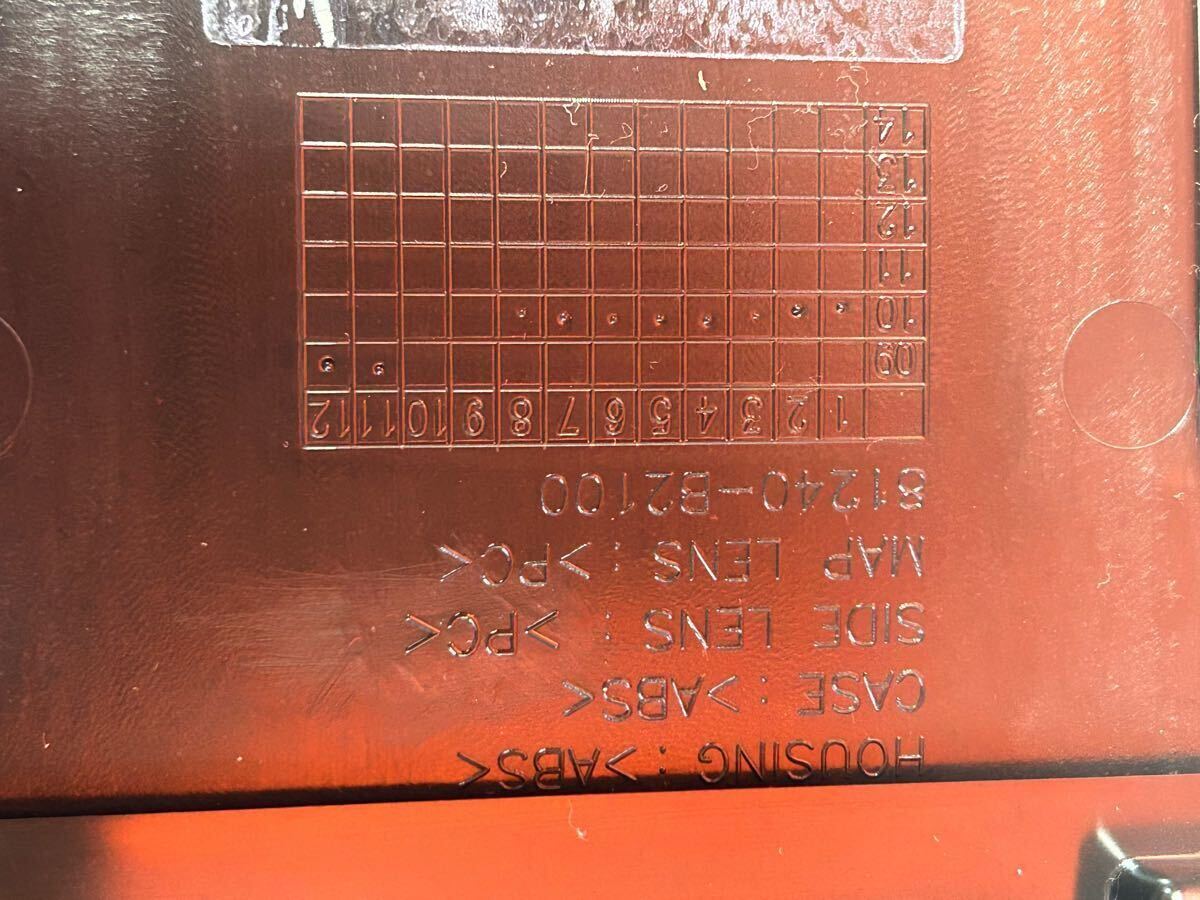 HOUSING : >ABS<
CASE : >ABS<
SIDE LENS : >PC<
MAP LENS : >PC<
81240-B2100
1 2 3 4 5 6 7 8 9 10 11 12
09
10
11
12
13
14